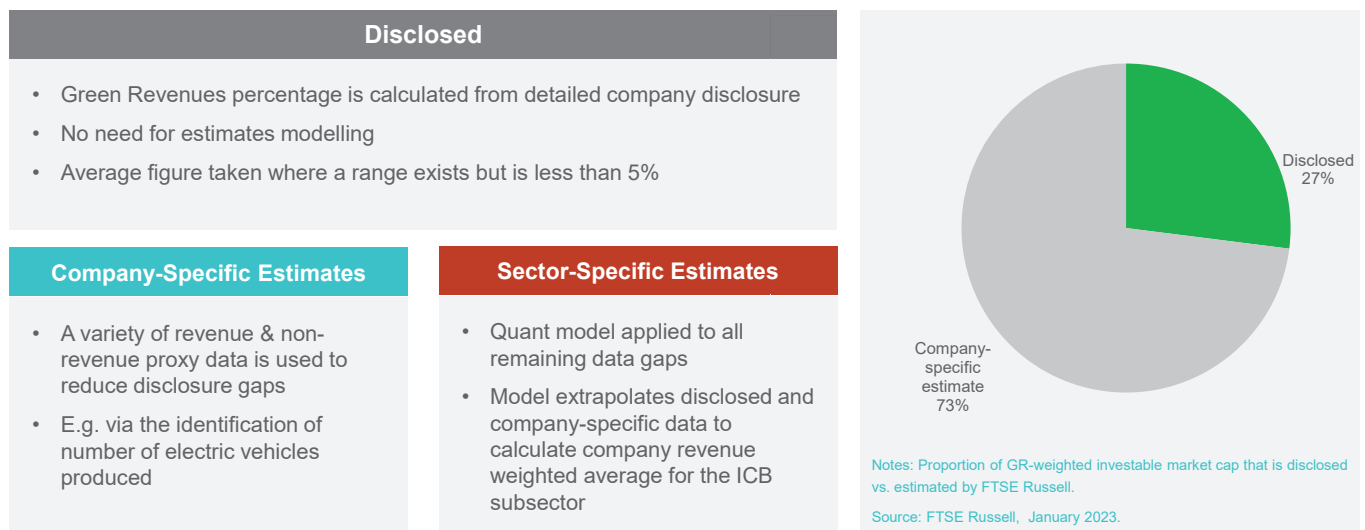 Disclosed
• Green Revenues percentage is calculated from detailed company disclosure
• No need for estimates modelling
• Average figure taken where a range exists but is less than 5%
Company-Specific Estimates
• A variety of revenue & non-
revenue proxy data is used to
reduce disclosure gaps
• E.g. via the identification of
number of electric vehicles
produced
Sector-Specific Estimates
• Quant model applied to all
remaining data gaps
• Model extrapolates disclosed and
company-specific data to
calculate company revenue
weighted average for the ICB
subsector
Disclosed
27%
Company-
specific
estimate
73%
Notes: Proportion of GR-weighted investable market cap that is disclosed
vs. estimated by FTSE Russell.
Source: FTSE Russell, January 2023.